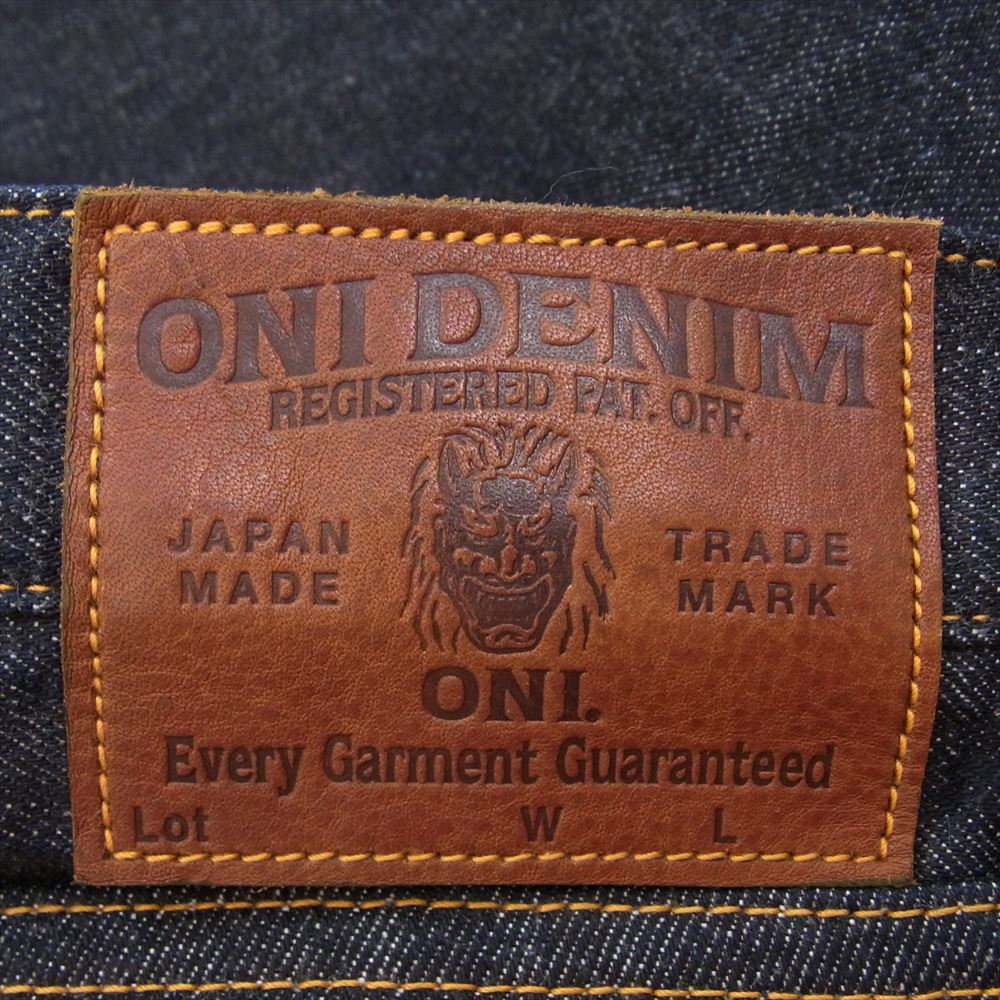 ONI DENIM
REGISTERED PAT. OFF.
JAPAN MADE
TRADE MARK
ONI.
Every Garment Guaranteed
Lot W L